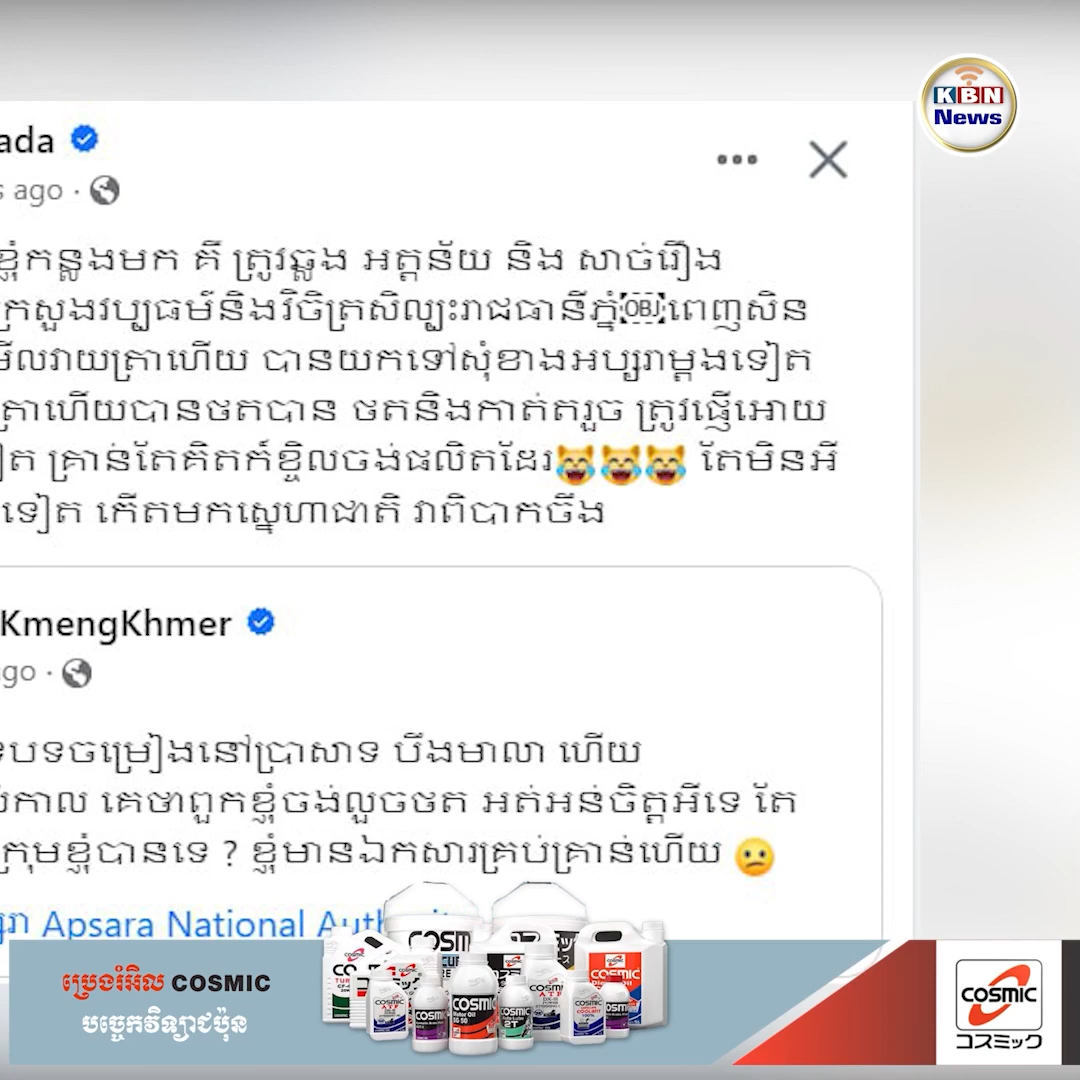 KBN
News
ada
s ago ·
ខ្ញុំកន្លងមក គឺ ត្រូវឆ្លង អត្តន័យ និង សាច់រឿង
ក្រសួងវប្បធម៍និងវិចិត្រសិល្បះរាជធានីភ្នំ￼ពេញសិន
មើលវាយត្រាហើយ បានយកទៅសុំខាងអប្សរាម្តងទៀត
ត្រាហើយបានថតបាន ថតនិងកាត់តរួច ត្រូវផ្ញើអោយ
ៀត គ្រាន់តែគិតក៍ខ្ចិលចង់ផលិតដែរ😹😹😹 តែមិនអី
ទៀត កើតមកស្នេហាជាតិ វាពិបាកចឹង
KmengKhmer
go ·
បទចម្រៀងនៅប្រាសាទ បឹងមាលា ហើយ
កាល គេថាពួកខ្ញុំចង់លួចថត អត់អន់ចិត្តអីទេ តែ
ក្រុមខ្ញុំបានទេ ? ខ្ញុំមានឯកសារគ្រប់គ្រាន់ហើយ 😕
Apsara National
ប្រេងរំអិល COSMIC
បច្ចេកវិទ្យាជប៉ុន
COSMIC
コスミック